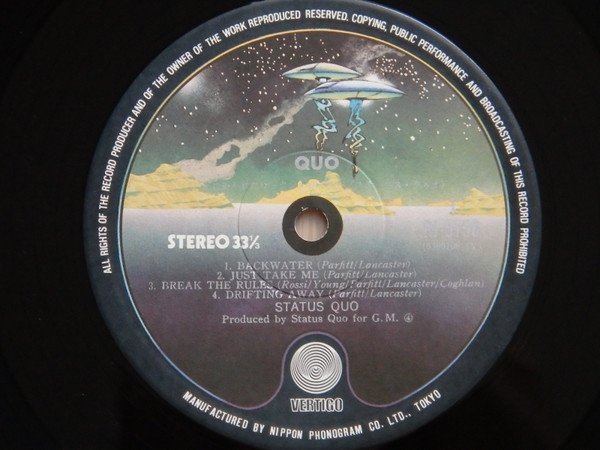 ALL RIGHTS OF THE RECORD PRODUCER AND OF THE OWNER OF THE WORK REPRODUCED RESERVED. COPYING, PUBLIC PERFORMANCE AND BROADCASTING OF THIS RECORD PROHIBITED
QUO
STEREO 33⅓
1. BACKWATER (Parfitt/Lancaster)
2. JUST TAKE ME (Parfitt/Lancaster)
3. BREAK THE RULES (Rossi/Young/Parfitt/Lancaster/Coghlan)
4. DRIFTING AWAY (Parfitt/Lancaster)
STATUS QUO
Produced by Status Quo for G.M. ④
VERTIGO
MANUFACTURED BY NIPPON PHONOGRAM CO. LTD., TOKYO